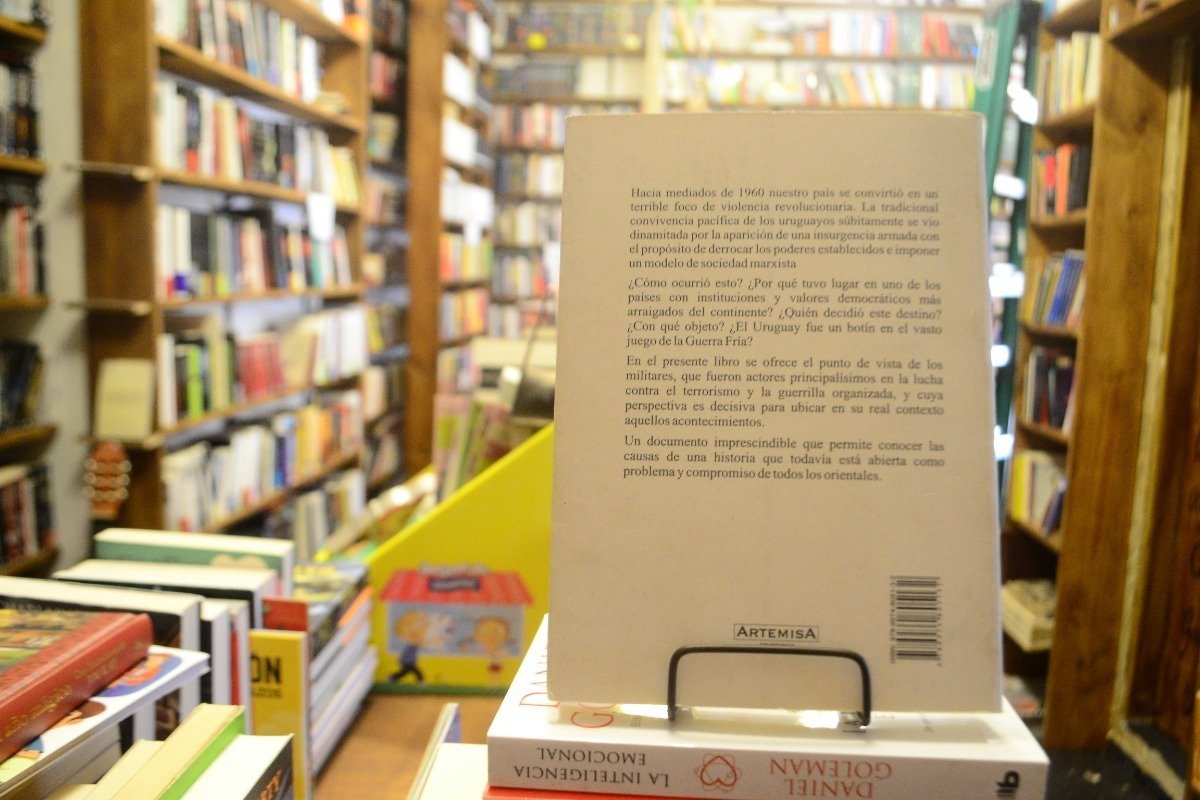 Hacia mediados de 1960 nuestro país se convirtió en un
terrible foco de violencia revolucionaria. La tradicional
convivencia pacífica de los uruguayos súbitamente se vio
dinamitada por la aparición de una insurgencia armada con
el propósito de derrocar los poderes establecidos e imponer
un modelo de sociedad marxista
¿Cómo ocurrió esto? ¿Por qué tuvo lugar en uno de los
países con instituciones y valores democráticos más
arraigados del continente? ¿Quién decidió este destino?
¿Con qué objeto? ¿El Uruguay fue un botín en el vasto
juego de la Guerra Fría?
En el presente libro se ofrece el punto de vista de los
militares, que fueron actores principalísimos en la lucha
contra el terrorismo y la guerrilla organizada, y cuya
perspectiva es decisiva para ubicar en su real contexto
aquellos acontecimientos.
Un documento imprescindible que permite conocer las
causas de una historia que todavía está abierta como
problema y compromiso de todos los orientales.
ARTEMISA
LA INTELIGENCIA
EMOCIONAL
DANIEL
GOLEMAN